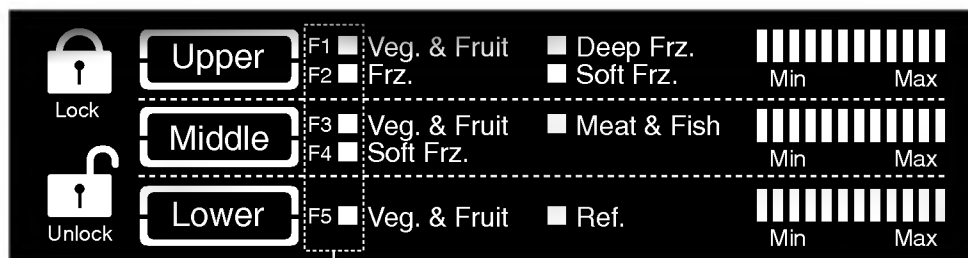 Lock
Unlock
Upper
F1 Veg. & Fruit Deep Frz.
F2 Frz. Soft Frz.
Min Max
Middle
F3 Veg. & Fruit Meat & Fish
F4 Soft Frz.
Min Max
Lower
F5 Veg. & Fruit Ref.
Min Max